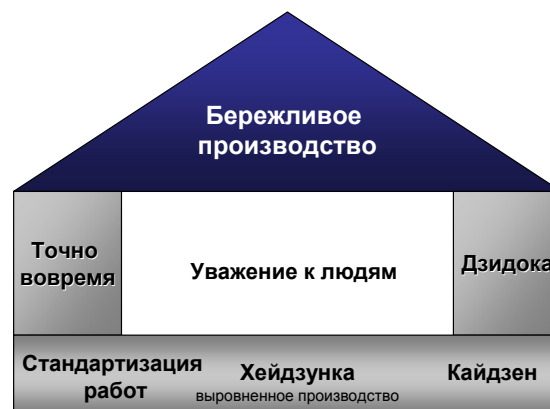 Бережливое
производство
Точно
вовремя
Уважение к людям
Дзидока
Стандартизация
работ
Хейдзунка
выровненное производство
Кайдзен